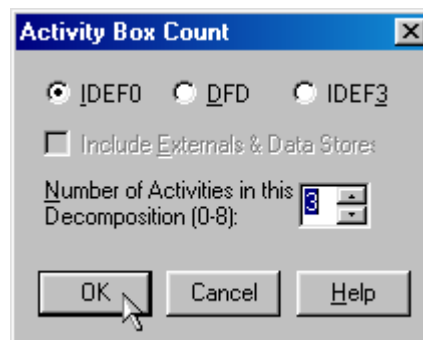 Activity Box Count
IDEF0 DFD IDEF3
Include Externals & Data Stores
Number of Activities in this
Decomposition (0-8):
3
OK Cancel Help